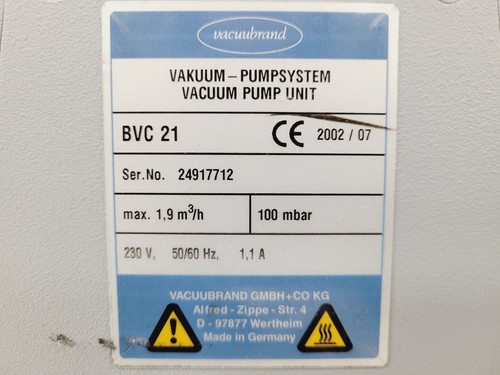 vacuubrand
VAKUUM – PUMPSYSTEM
VACUUM PUMP UNIT
BVC 21 CE 2002 / 07
Ser.No. 24917712
max. 1,9 m³/h 100 mbar
230 V, 50/60 Hz, 1,1 A
VACUUBRAND GMBH+CO KG
Alfred - Zippe - Str. 4
D - 97877 Wertheim
Made in Germany